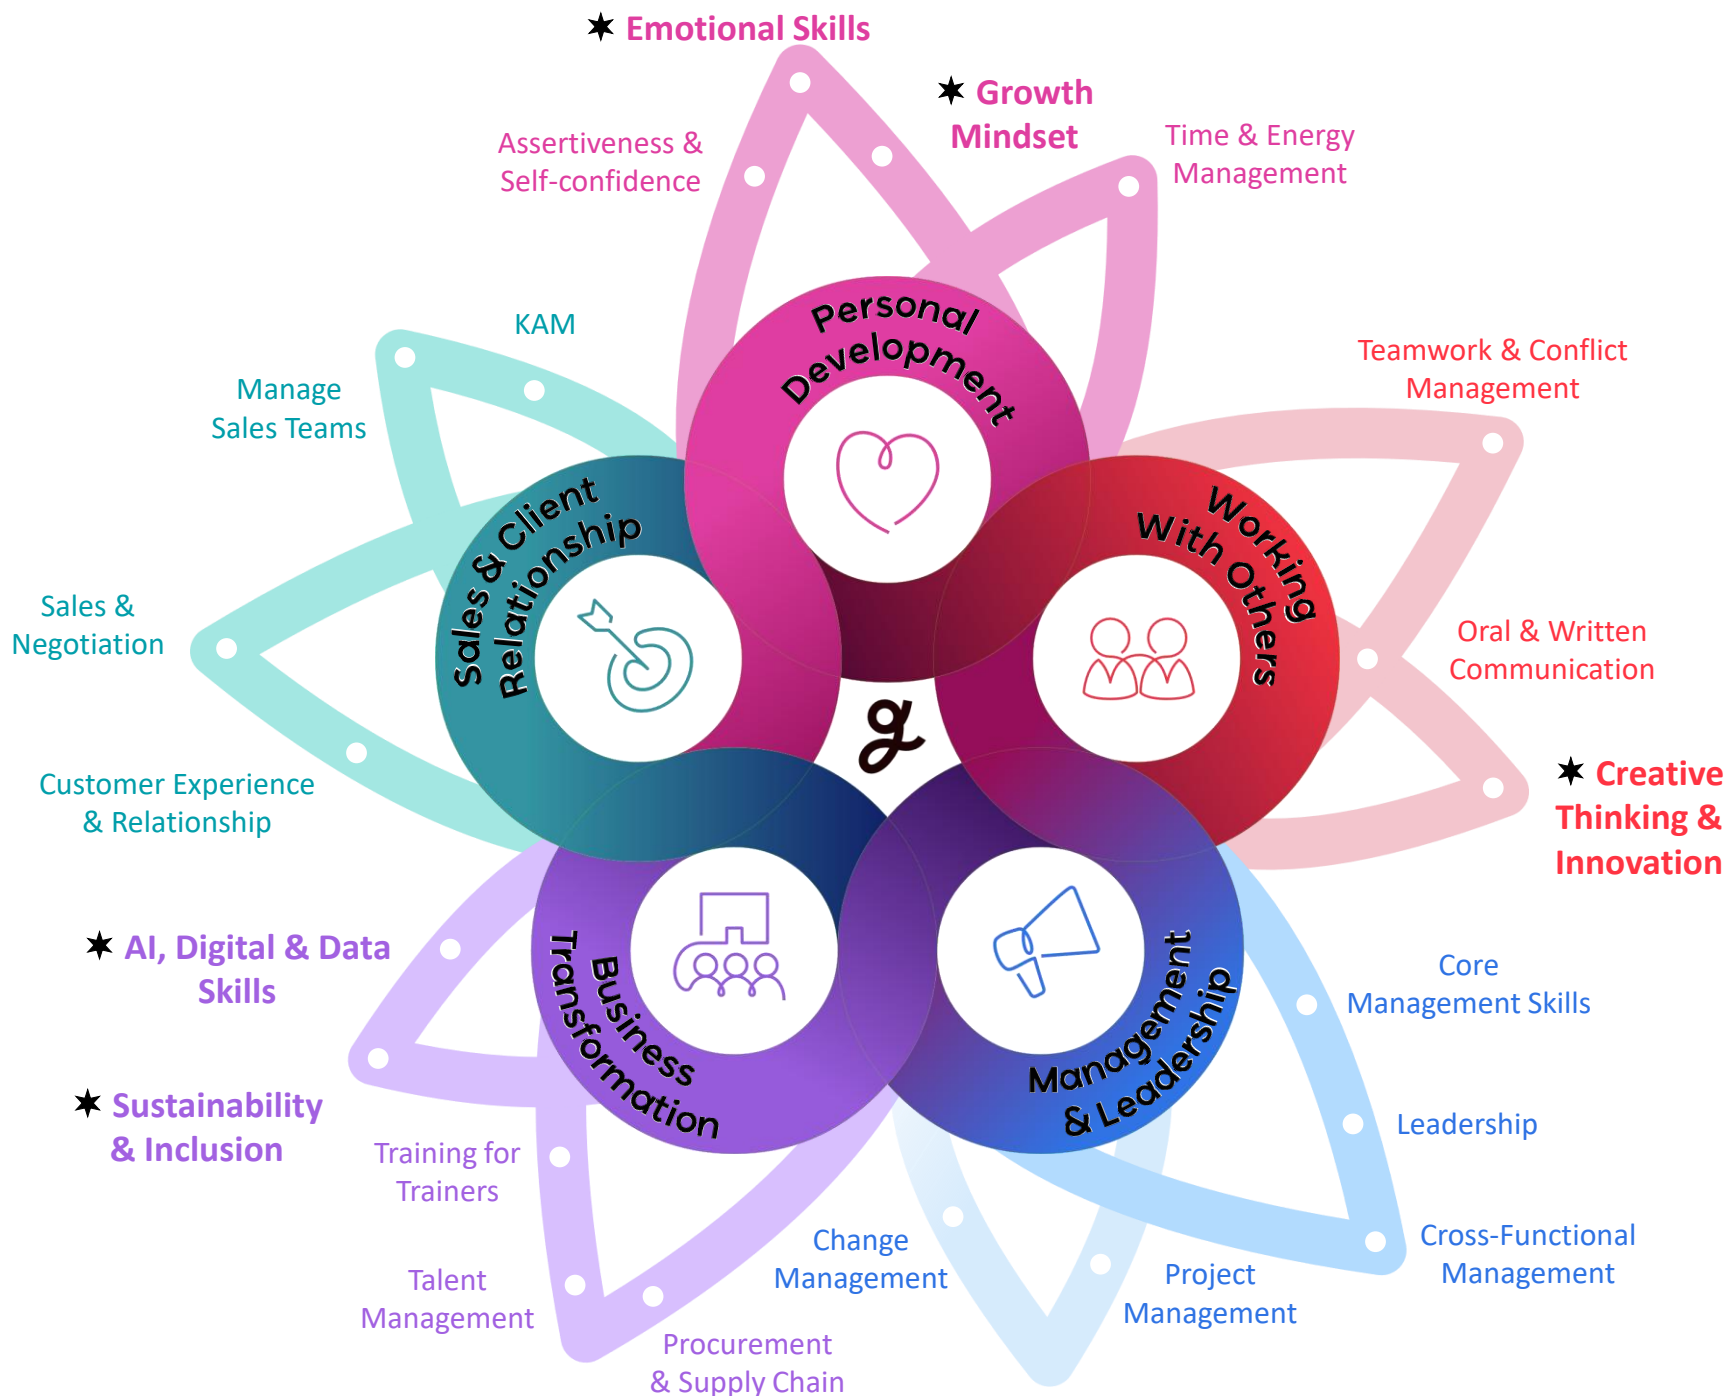 ✶ Emotional Skills
✶ Growth
Mindset
Assertiveness &
Self-confidence
Time & Energy
Management
Personal
Development
KAM
Manage
Sales Teams
Sales & Client
Relationship
Sales &
Negotiation
Customer Experience
& Relationship
Teamwork & Conflict
Management
Working
With Others
Oral & Written
Communication
✶ Creative
Thinking &
Innovation
g
✶ AI, Digital & Data
Skills
✶ Sustainability
& Inclusion
Business
Transformation
Training for
Trainers
Talent
Management
Procurement
& Supply Chain
Management
& Leadership
Core
Management Skills
Leadership
Cross-Functional
Management
Change
Management
Project
Management